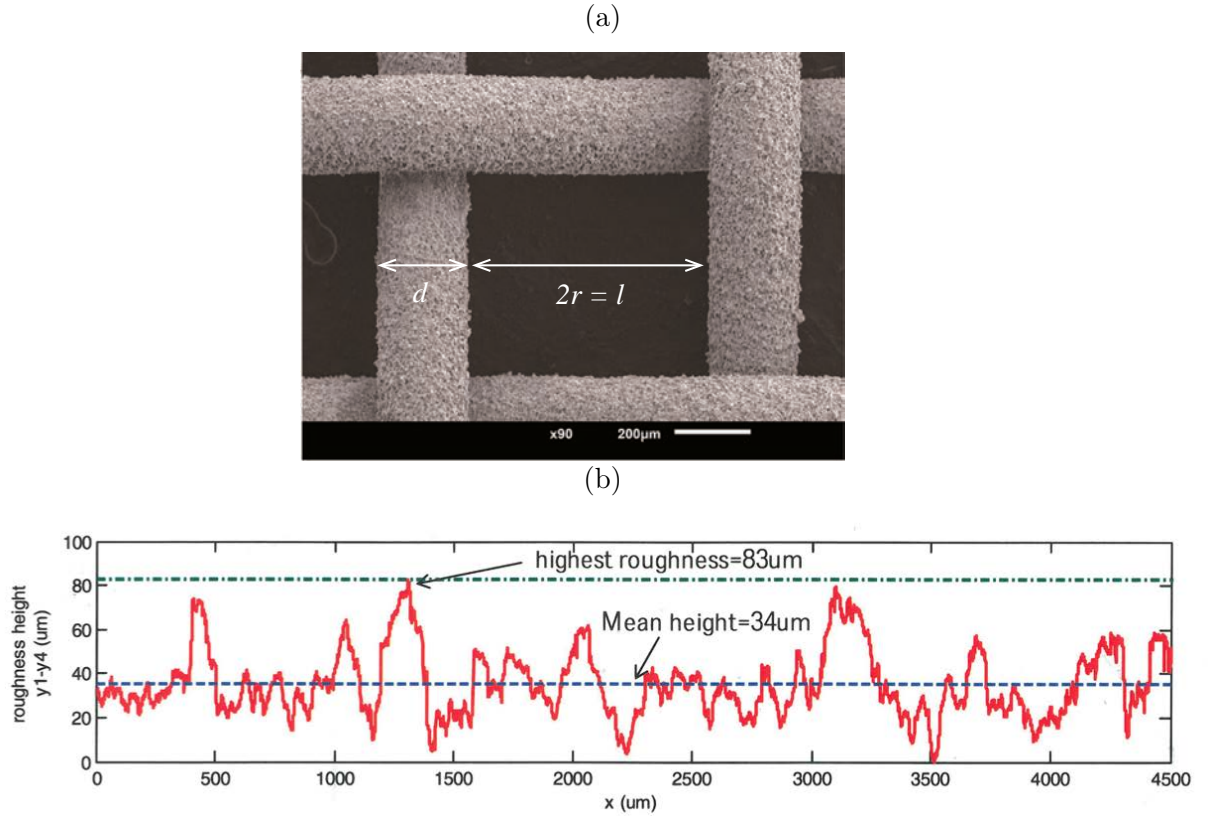 (a)
d
2r = l
x90 200μm
(b)
roughness height
y1-y4 (um)
100
80
60
40
20
0
highest roughness=83um
Mean height=34um
0 500 1000 1500 2000 2500 3000 3500 4000 4500
x (um)